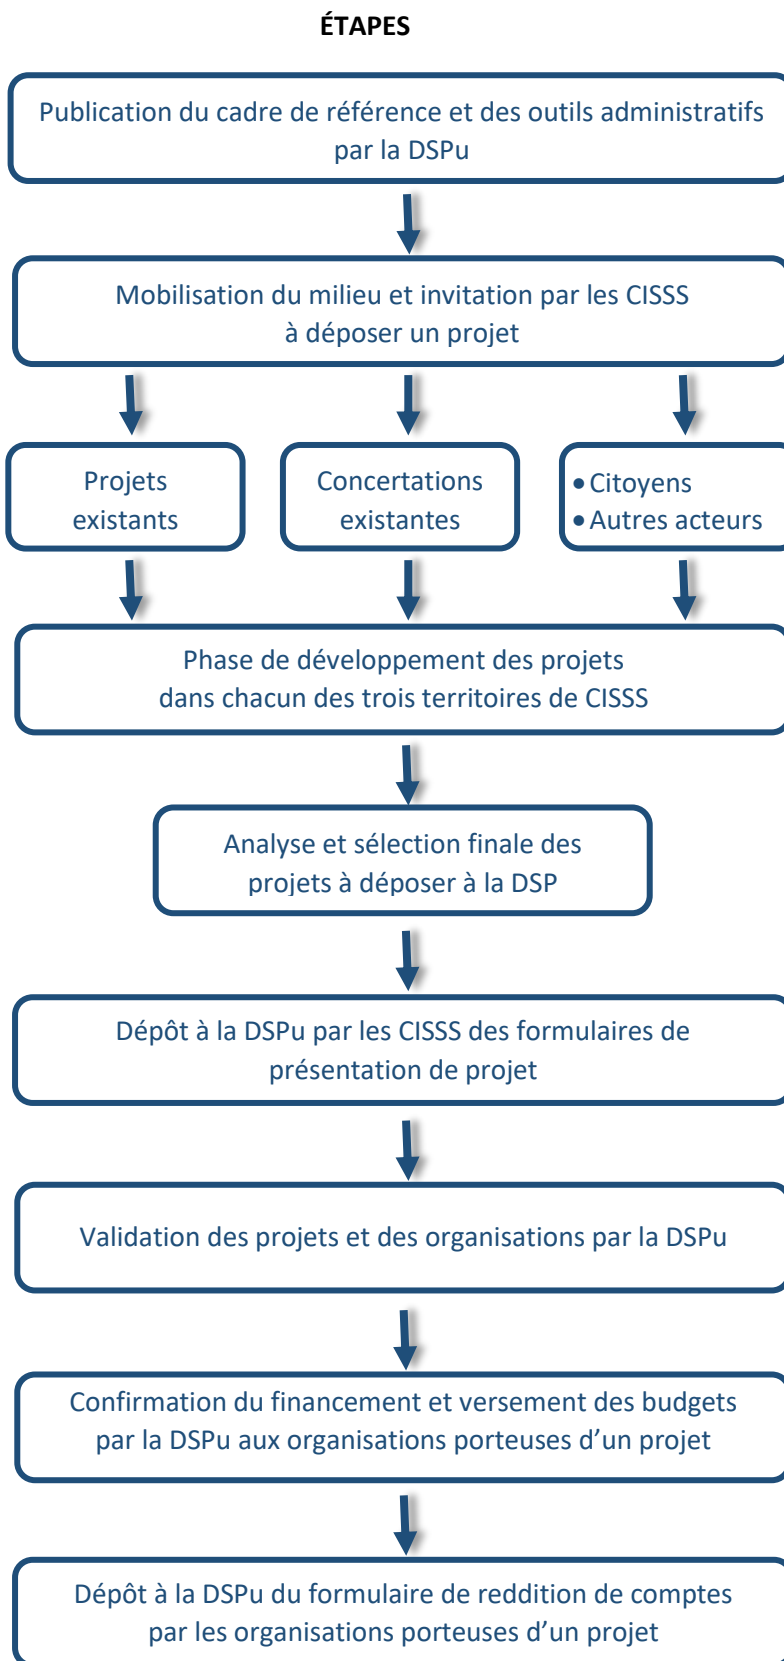 ÉTAPES
Publication du cadre de référence et des outils administratifs
par la DSPu
Mobilisation du milieu et invitation par les CISSS
à déposer un projet
Projets
existants
Concertations
existantes
• Citoyens
• Autres acteurs
Phase de développement des projets
dans chacun des trois territoires de CISSS
Analyse et sélection finale des
projets à déposer à la DSP
Dépôt à la DSPu par les CISSS des formulaires de
présentation de projet
Validation des projets et des organisations par la DSPu
Confirmation du financement et versement des budgets
par la DSPu aux organisations porteuses d’un projet
Dépôt à la DSPu du formulaire de reddition de comptes
par les organisations porteuses d’un projet